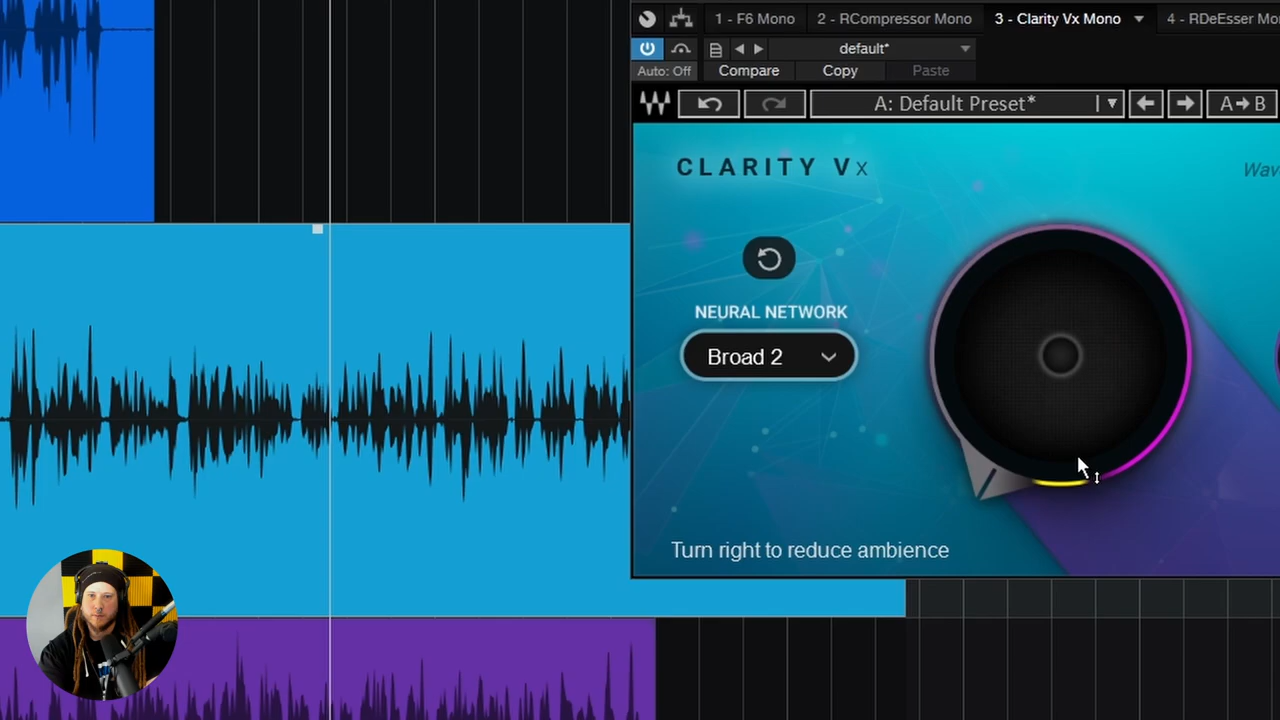 1 - F6 Mono 2 - RCompressor Mono 3 - Clarity Vx Mono 4 - RDeEsser Mo
default*
Auto: Off Compare Copy Paste
A: Default Preset* A➔B
CLARITY Vx
Wav
NEURAL NETWORK
Broad 2
Turn right to reduce ambience